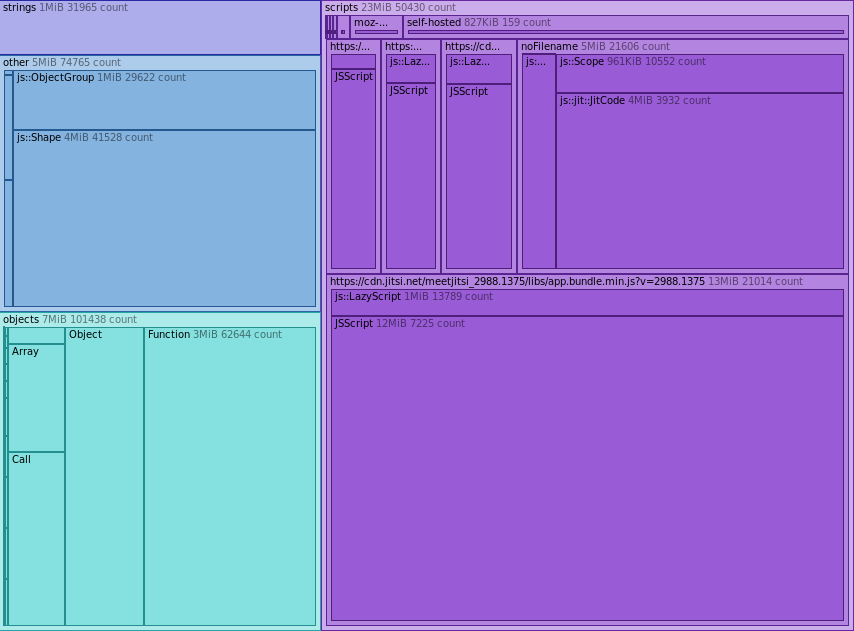 strings 1MiB 31965 count
other 5MiB 74765 count
js::ObjectGroup 1MiB 29622 count
js::Shape 4MiB 41528 count
objects 7MiB 101438 count
Array
Call
Object
Function 3MiB 62644 count
scripts 23MiB 50430 count
moz-...
self-hosted 827KiB 159 count
https:/...
JSScript
https:...
js::Laz...
JSScript
https://cd...
js::Laz...
JSScript
noFilename 5MiB 21606 count
js:...
js::Scope 961KiB 10552 count
js::jit::JitCode 4MiB 3932 count
https://cdn.jitsi.net/meetjitsi_2988.1375/libs/app.bundle.min.js?v=2988.1375 13MiB 21014 count
js::LazyScript 1MiB 13789 count
JSScript 12MiB 7225 count